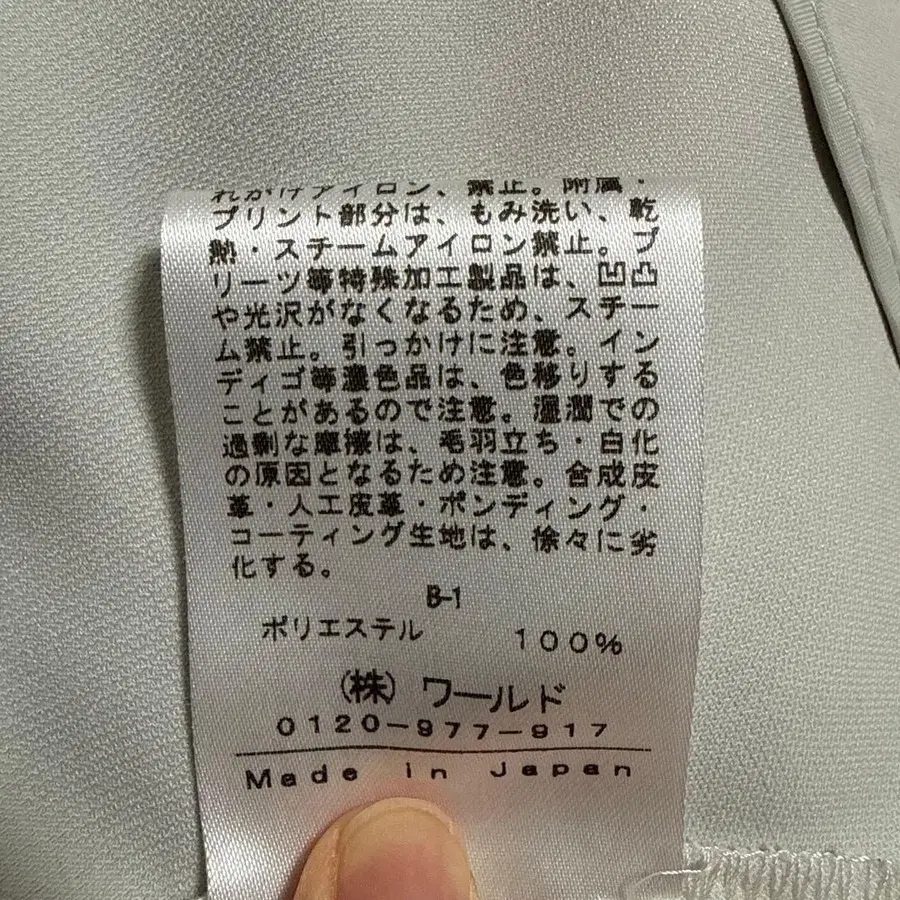 れがけアイロン、禁止。附属・
プリント部分は、もみ洗い、乾
熱・スチームアイロン禁止。プ
リーツ等特殊加工製品は、凹凸
や光沢がなくなるため、スチー
ム禁止。引っかけに注意。イン
ディゴ等濃色品は、色移りする
ことがあるので注意。湿潤での
過剰な摩擦は、毛羽立ち・白化
の原因となるため注意。合成皮
革・人工皮革・ボンディング・
コーティング生地は、徐々に劣
化する。
B-1
ポリエステル 100%
(株)ワールド
0120-977-917
Made in Japan